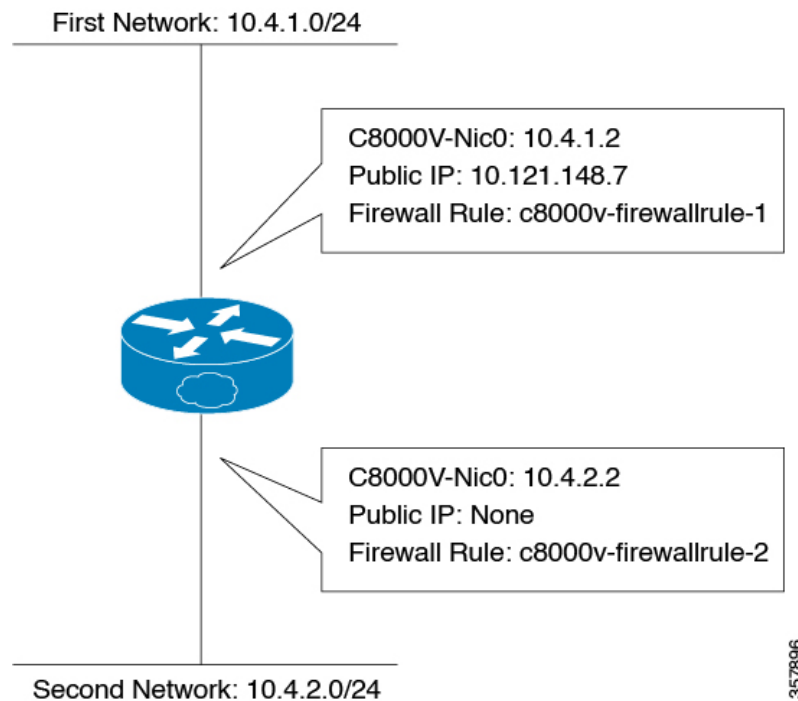 First Network: 10.4.1.0/24
C8000V-Nic0: 10.4.1.2
Public IP: 10.121.148.7
Firewall Rule: c8000v-firewallrule-1
C8000V-Nic0: 10.4.2.2
Public IP: None
Firewall Rule: c8000v-firewallrule-2
Second Network: 10.4.2.0/24
357896